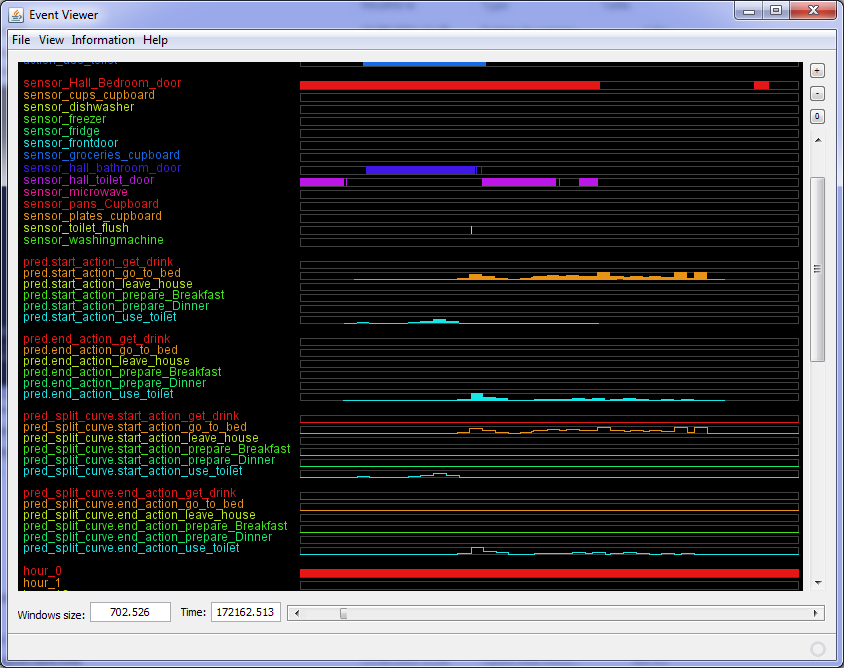 Event Viewer
File View Information Help
action_use_toilet
sensor_Hall_Bedroom_door
sensor_cups_cupboard
sensor_dishwasher
sensor_freezer
sensor_fridge
sensor_frontdoor
sensor_groceries_cupboard
sensor_hall_bathroom_door
sensor_hall_toilet_door
sensor_microwave
sensor_pans_Cupboard
sensor_plates_cupboard
sensor_toilet_flush
sensor_washingmachine
pred.start_action_get_drink
pred.start_action_go_to_bed
pred.start_action_leave_house
pred.start_action_prepare_Breakfast
pred.start_action_prepare_Dinner
pred.start_action_use_toilet
pred.end_action_get_drink
pred.end_action_go_to_bed
pred.end_action_leave_house
pred.end_action_prepare_Breakfast
pred.end_action_prepare_Dinner
pred.end_action_use_toilet
pred_split_curve.start_action_get_drink
pred_split_curve.start_action_go_to_bed
pred_split_curve.start_action_leave_house
pred_split_curve.start_action_prepare_Breakfast
pred_split_curve.start_action_prepare_Dinner
pred_split_curve.start_action_use_toilet
pred_split_curve.end_action_get_drink
pred_split_curve.end_action_go_to_bed
pred_split_curve.end_action_leave_house
pred_split_curve.end_action_prepare_Breakfast
pred_split_curve.end_action_prepare_Dinner
pred_split_curve.end_action_use_toilet
hour_0
hour_1
+
-
0
Windows size: 702.526 Time: 172162.513